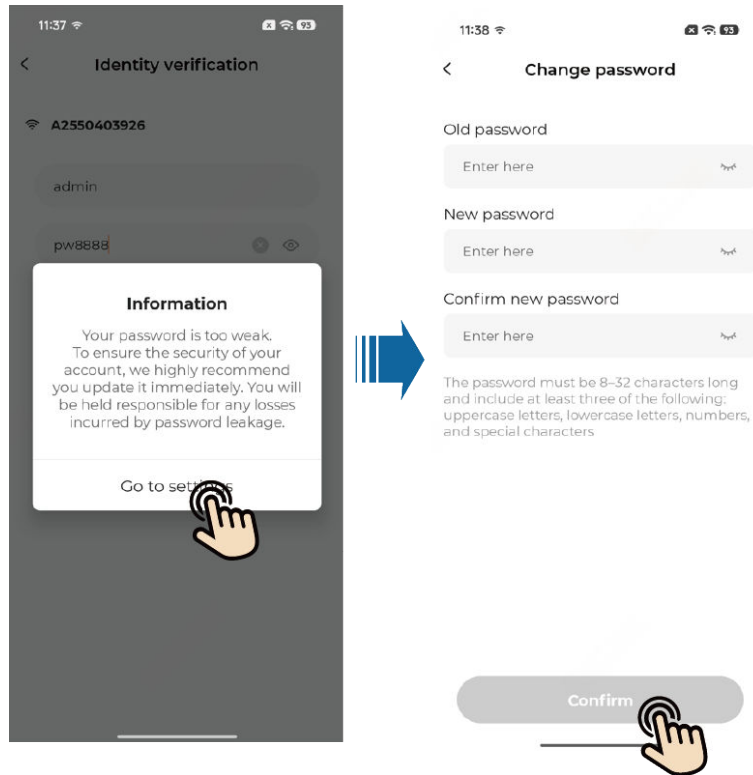 11:37
93
Identity verification
A2550403926
admin
pw8888
Information
Your password is too weak.
To ensure the security of your
account, we highly recommend
you update it immediately. You will
be held responsible for any losses
incurred by password leakage.
Go to settings
11:38
93
Change password
Old password
Enter here
New password
Enter here
Confirm new password
Enter here
The password must be 8–32 characters long
and include at least three of the following:
uppercase letters, lowercase letters, numbers,
and special characters
Confirm